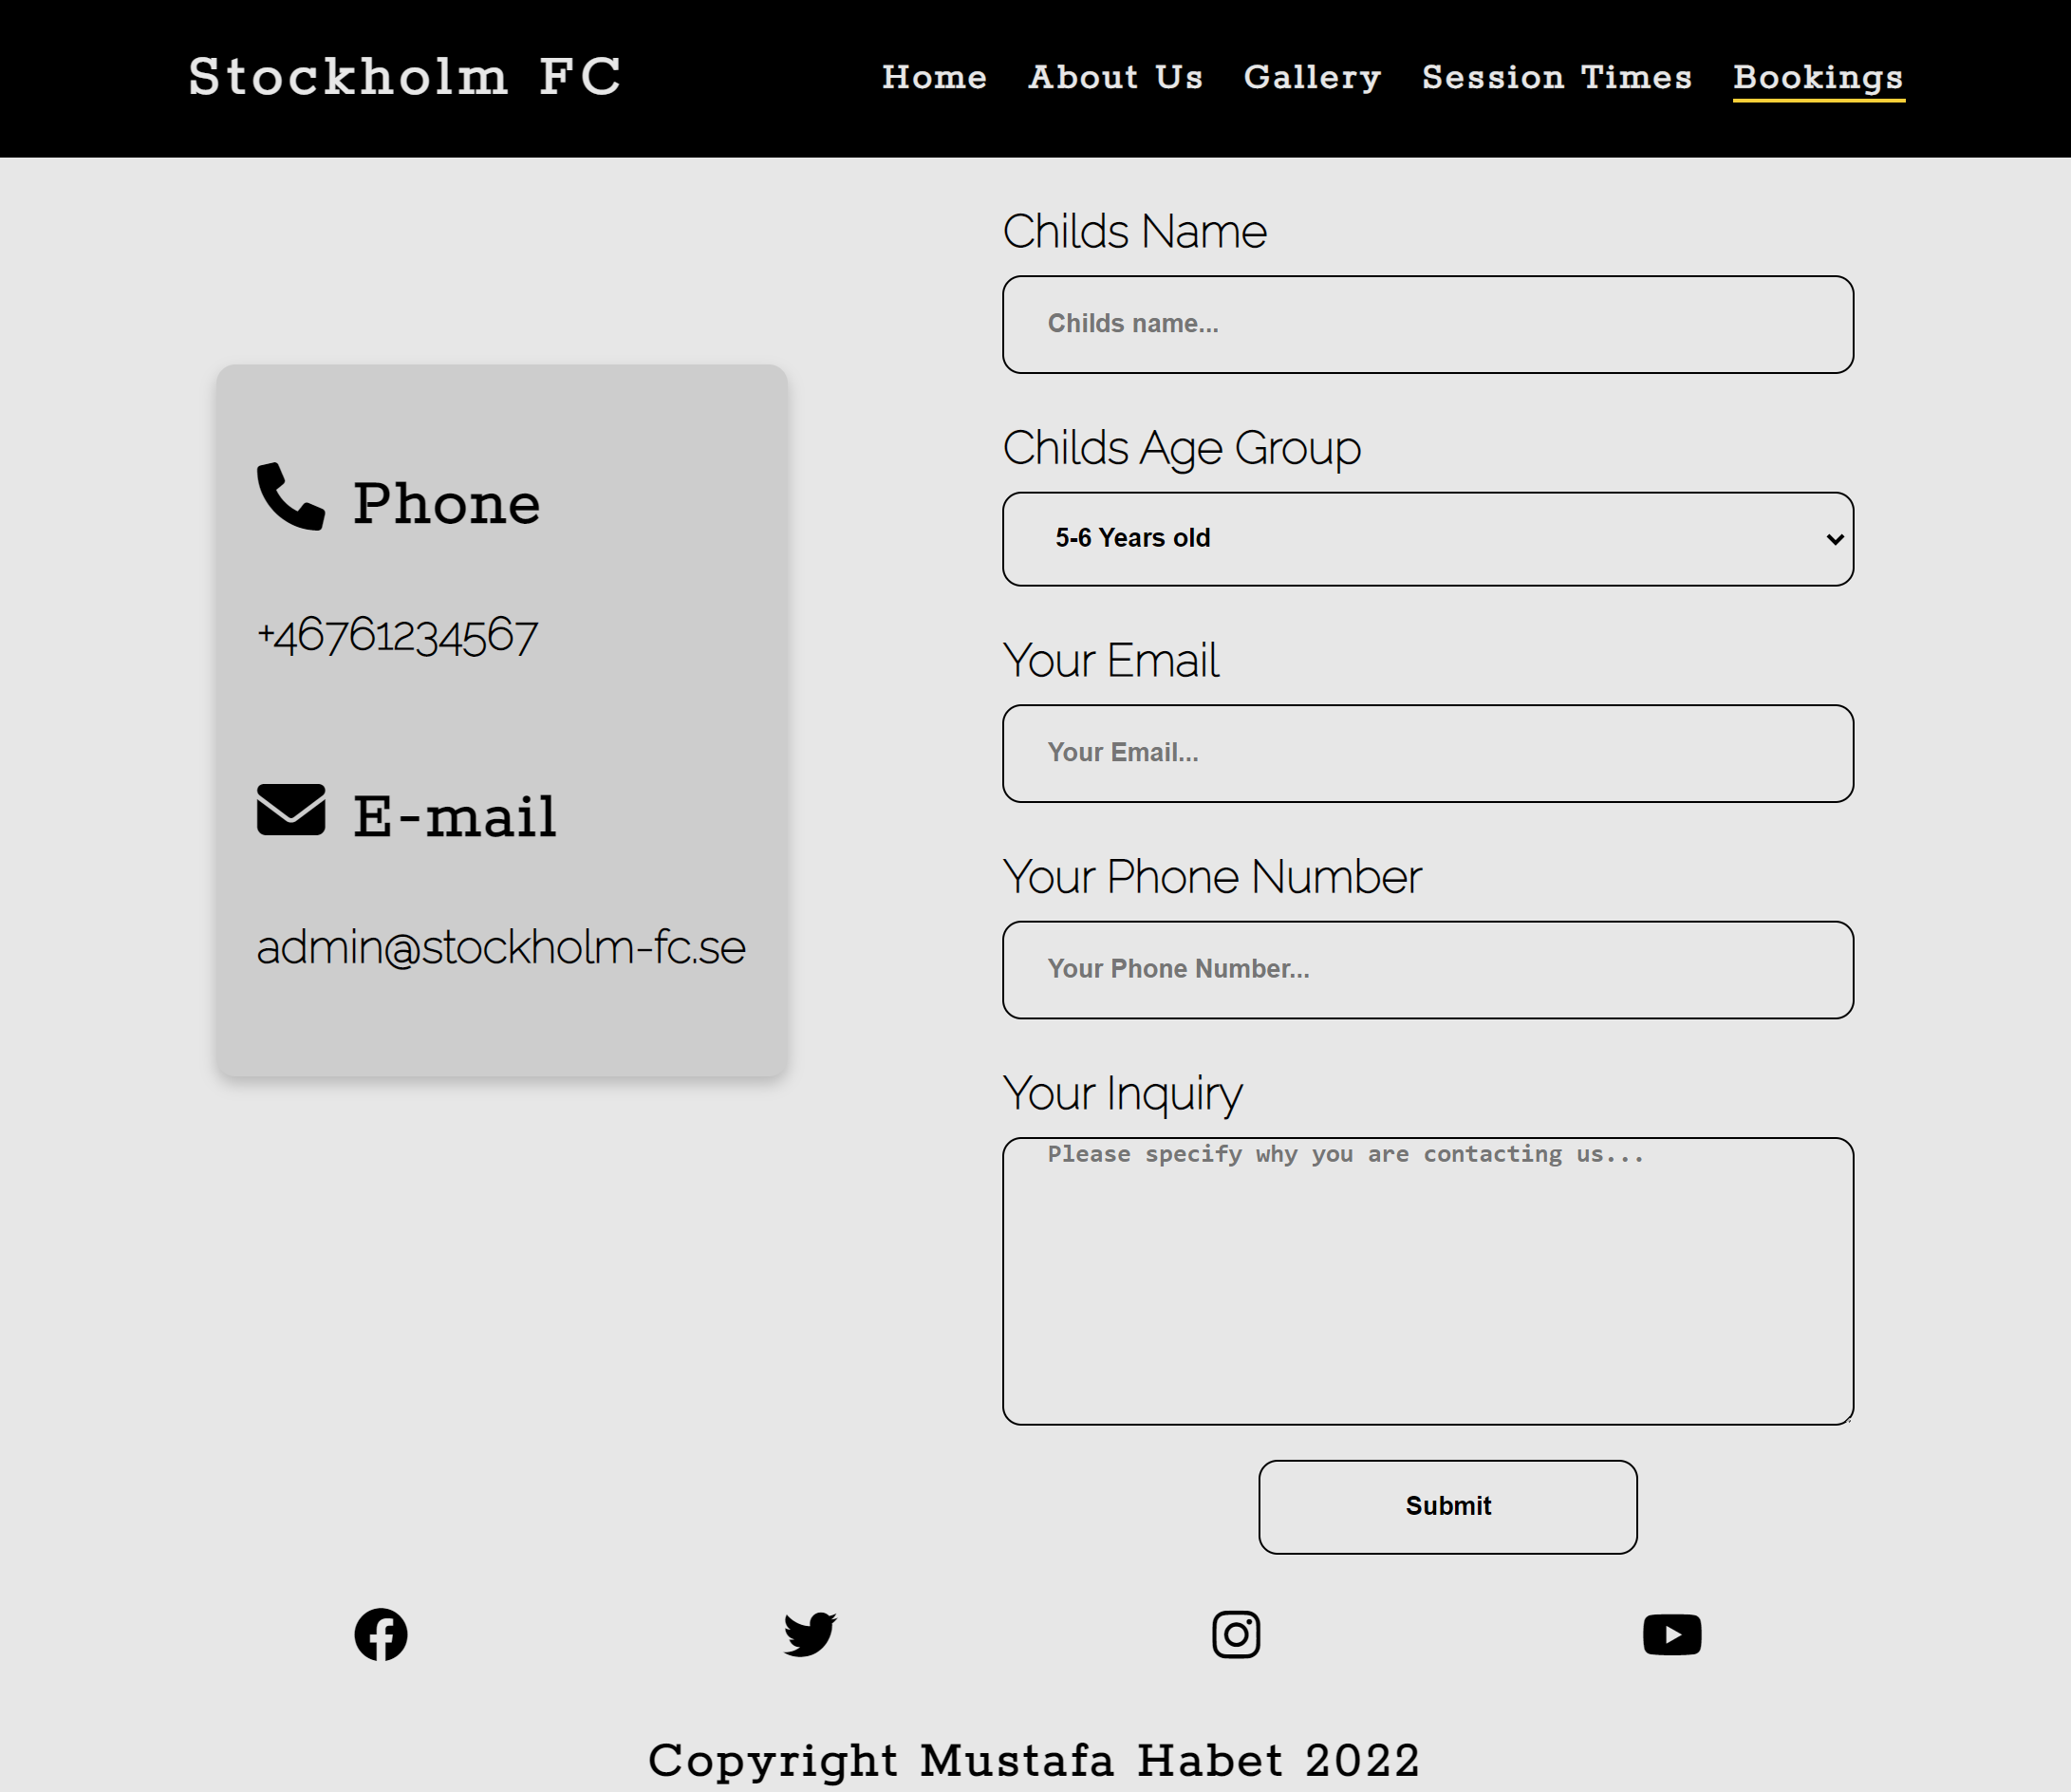 Stockholm FC
Home About Us Gallery Session Times Bookings
Phone
+46761234567
E-mail
admin@stockholm-fc.se
Childs Name
Childs name...
Childs Age Group
5-6 Years old
Your Email
Your Email...
Your Phone Number
Your Phone Number...
Your Inquiry
Please specify why you are contacting us...
Submit
Copyright Mustafa Habet 2022